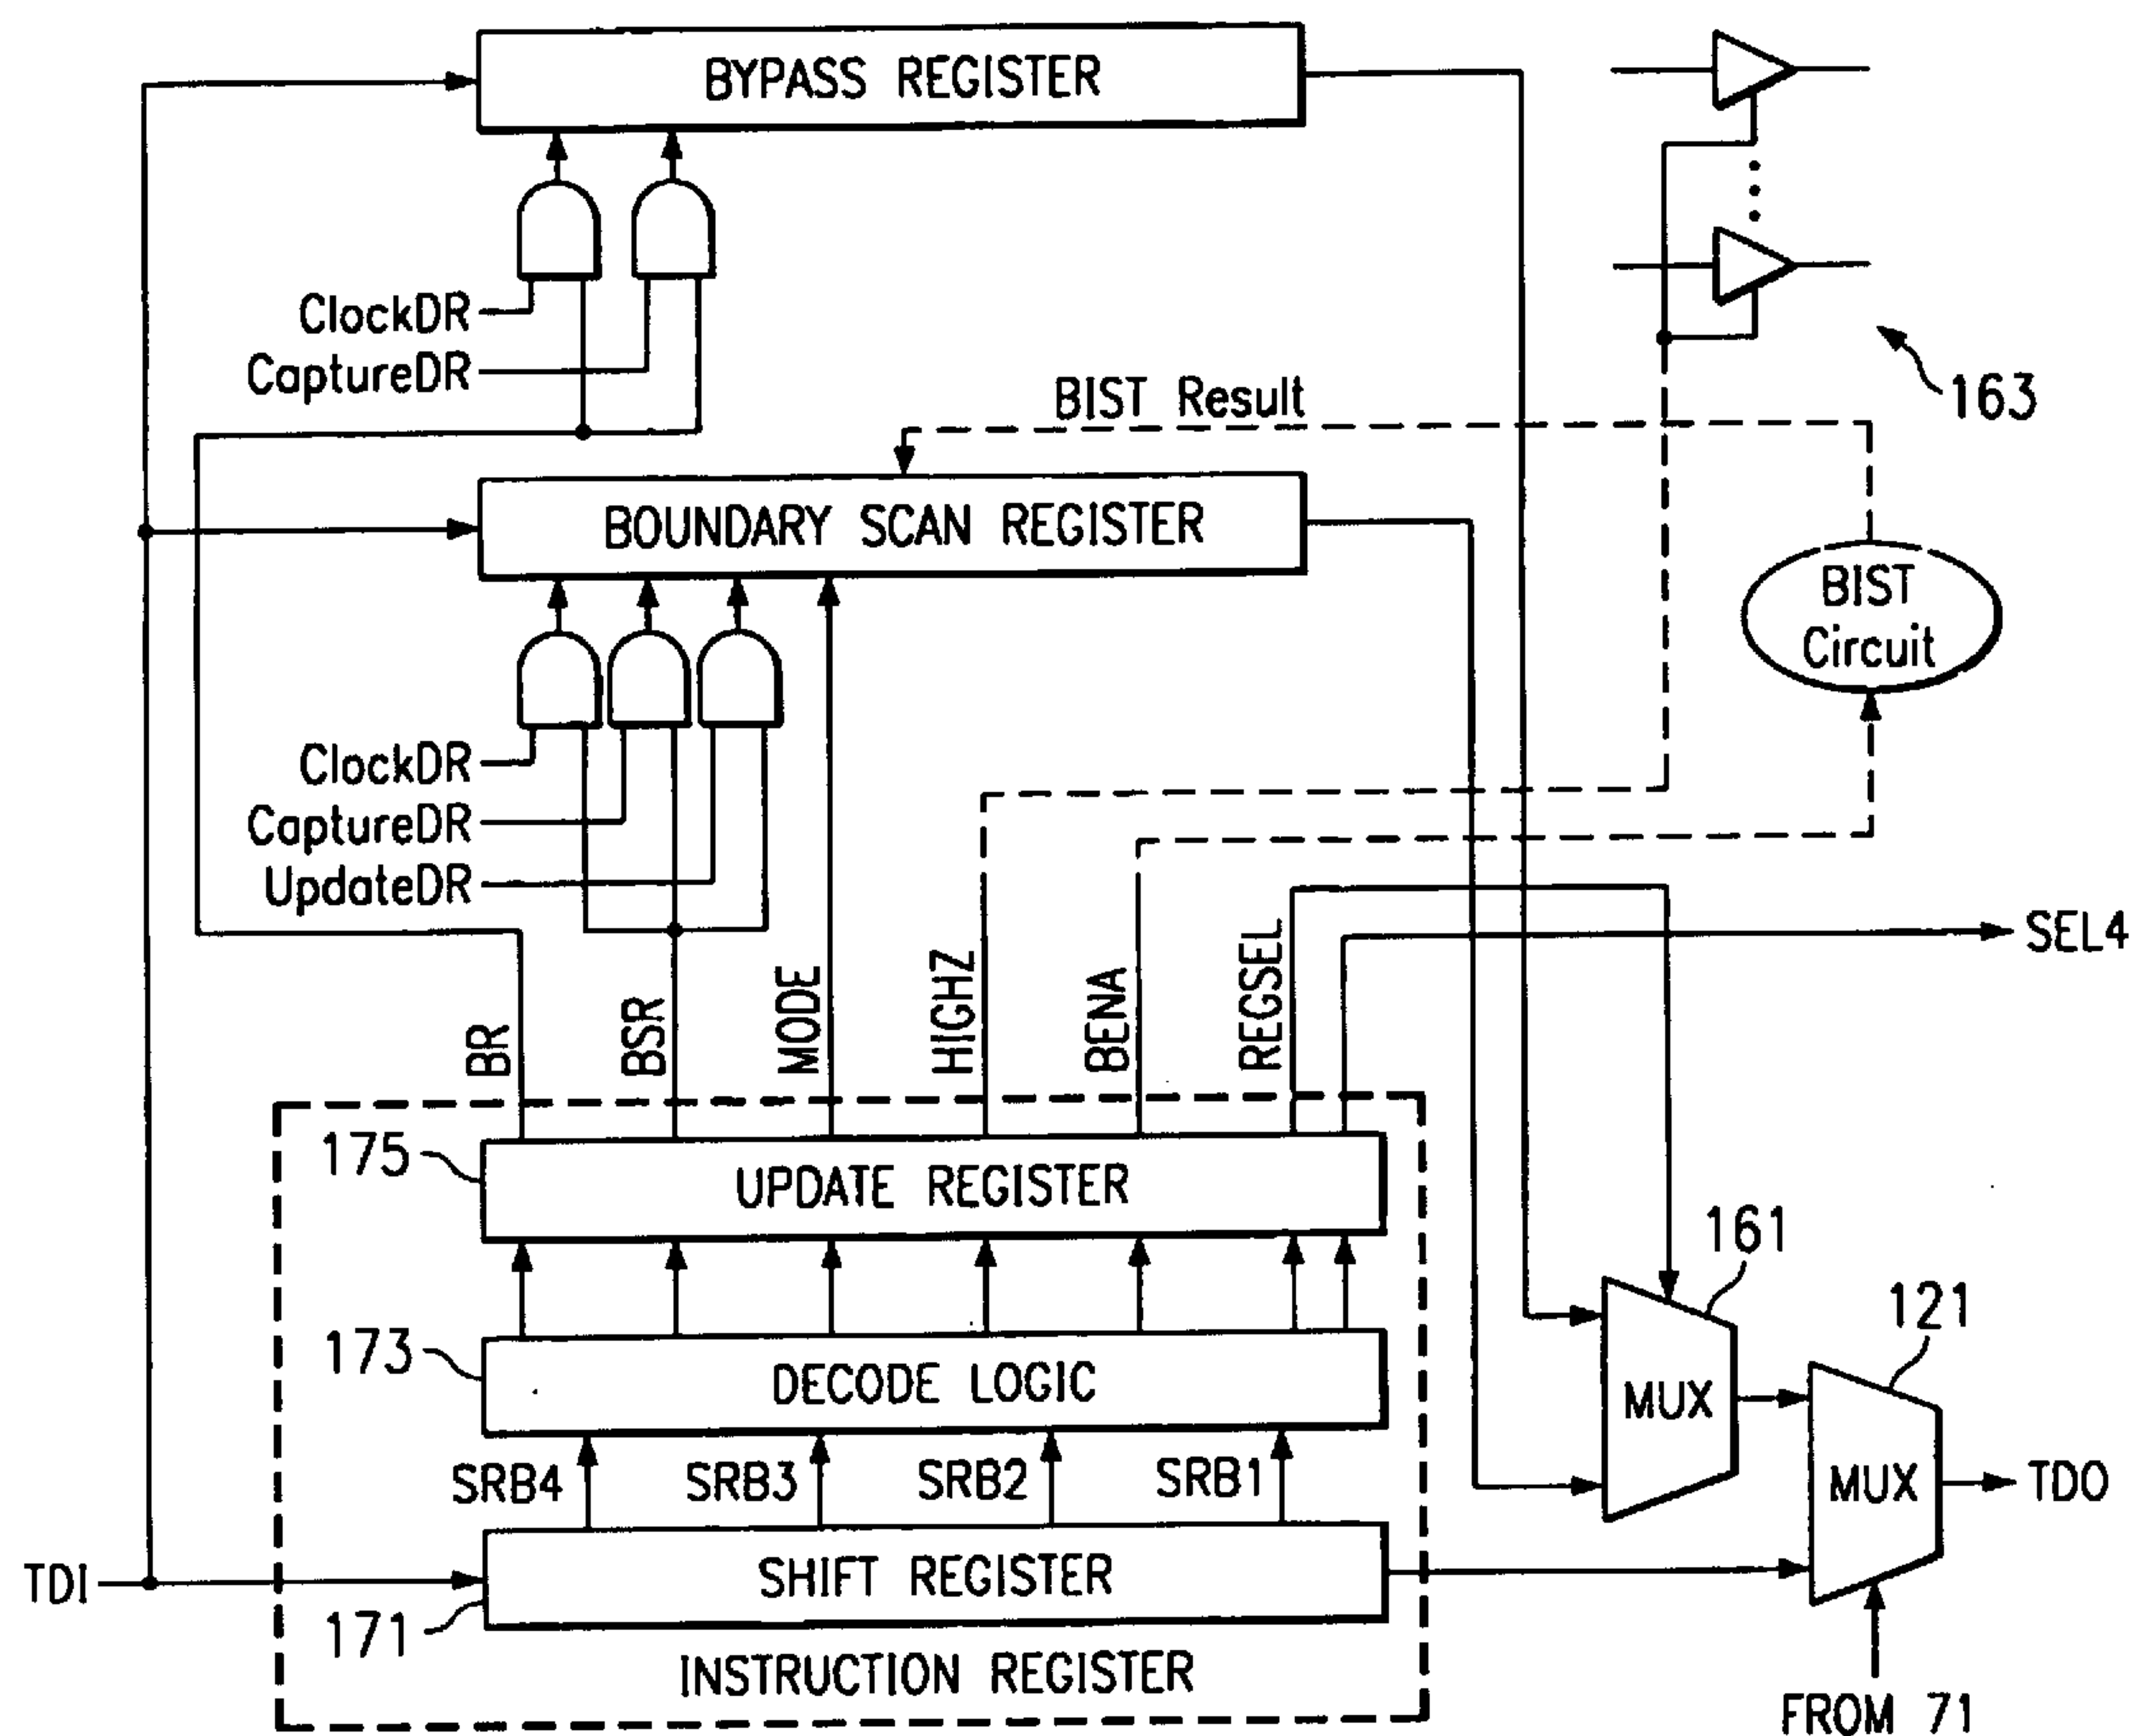 BYPASS REGISTER
ClockDR
CaptureDR
163
BIST Result
BOUNDARY SCAN REGISTER
BIST
Circuit
ClockDR
CaptureDR
UpdateDR
SEL4
BR
BSR
MODE
HIGHZ
BENA
REGSEL
175
UPDATE REGISTER
161
121
173
DECODE LOGIC
MUX
SRB4
SRB3
SRB2
SRB1
MUX
TDO
TDI
SHIFT REGISTER
171
INSTRUCTION REGISTER
FROM 71